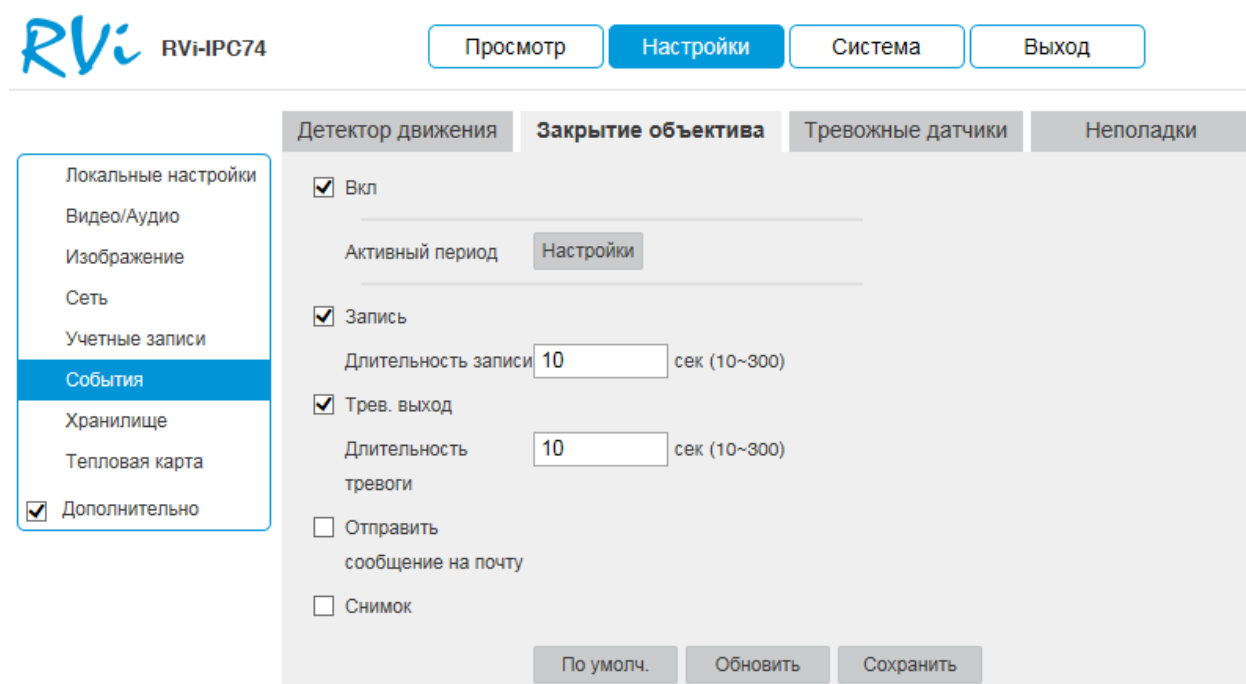 RVi RVi-IPC74 Просмотр Настройки Система Выход
Детектор движения Закрытие объектива Тревожные датчики Неполадки
Локальные настройки
Видео/Аудио
Изображение
Сеть
Учетные записи
События
Хранилище
Тепловая карта
Дополнительно
Вкл
Активный период Настройки
Запись
Длительность записи 10 сек (10~300)
Трев. выход
Длительность 10 сек (10~300)
тревоги
Отправить
сообщение на почту
Снимок
По умолч. Обновить Сохранить